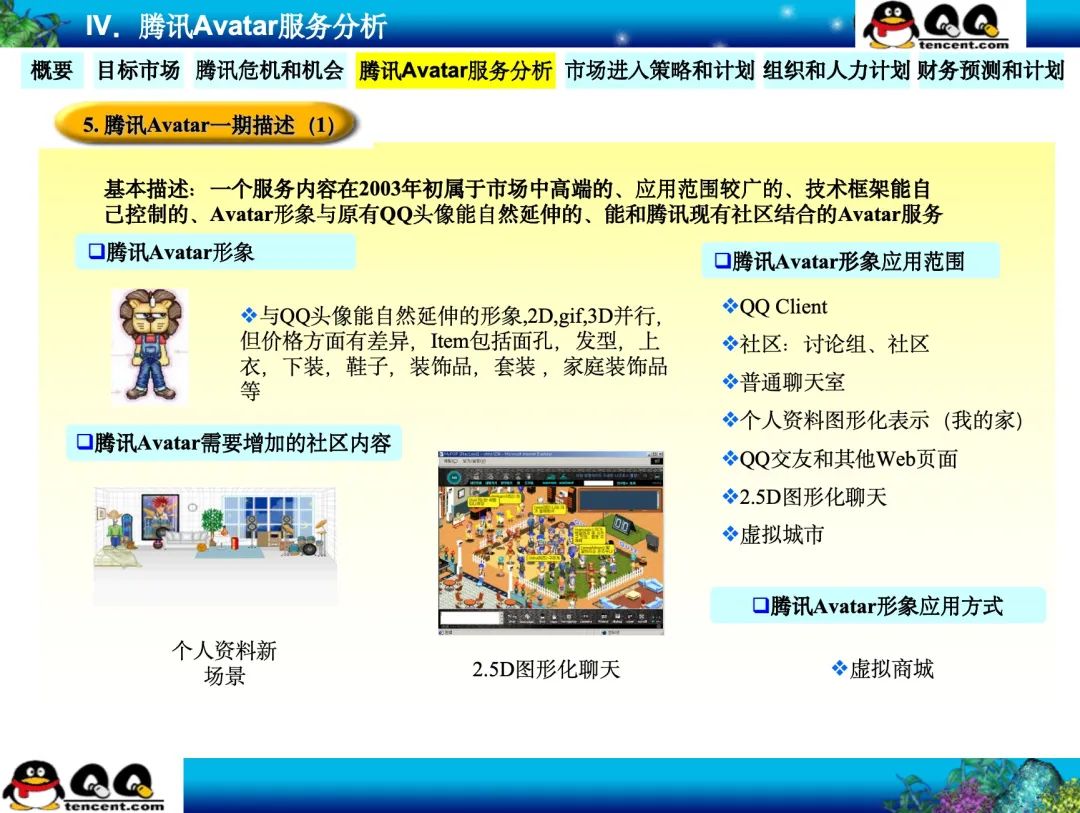 IV. 腾讯Avatar服务分析
QQ
tencent.com
概要 目标市场 腾讯危机和机会 腾讯Avatar服务分析 市场进入策略和计划 组织和人力计划 财务预测和计划
5. 腾讯Avatar一期描述 (1)
基本描述：一个服务内容在2003年初属于市场中高端的、应用范围较广的、技术框架能自
己控制的、Avatar形象与原有QQ头像能自然延伸的、能和腾讯现有社区结合的Avatar服务
腾讯Avatar形象
与QQ头像能自然延伸的形象,2D,gif,3D并行,
但价格方面有差异，Item包括面孔，发型，上
衣，下装，鞋子，装饰品，套装，家庭装饰品
等
腾讯Avatar需要增加的社区内容
个人资料新
场景
2.5D图形化聊天
腾讯Avatar形象应用范围
QQ Client
社区：讨论组、社区
普通聊天室
个人资料图形化表示（我的家）
QQ交友和其他Web页面
2.5D图形化聊天
虚拟城市
腾讯Avatar形象应用方式
虚拟商城
QQ
tencent.com